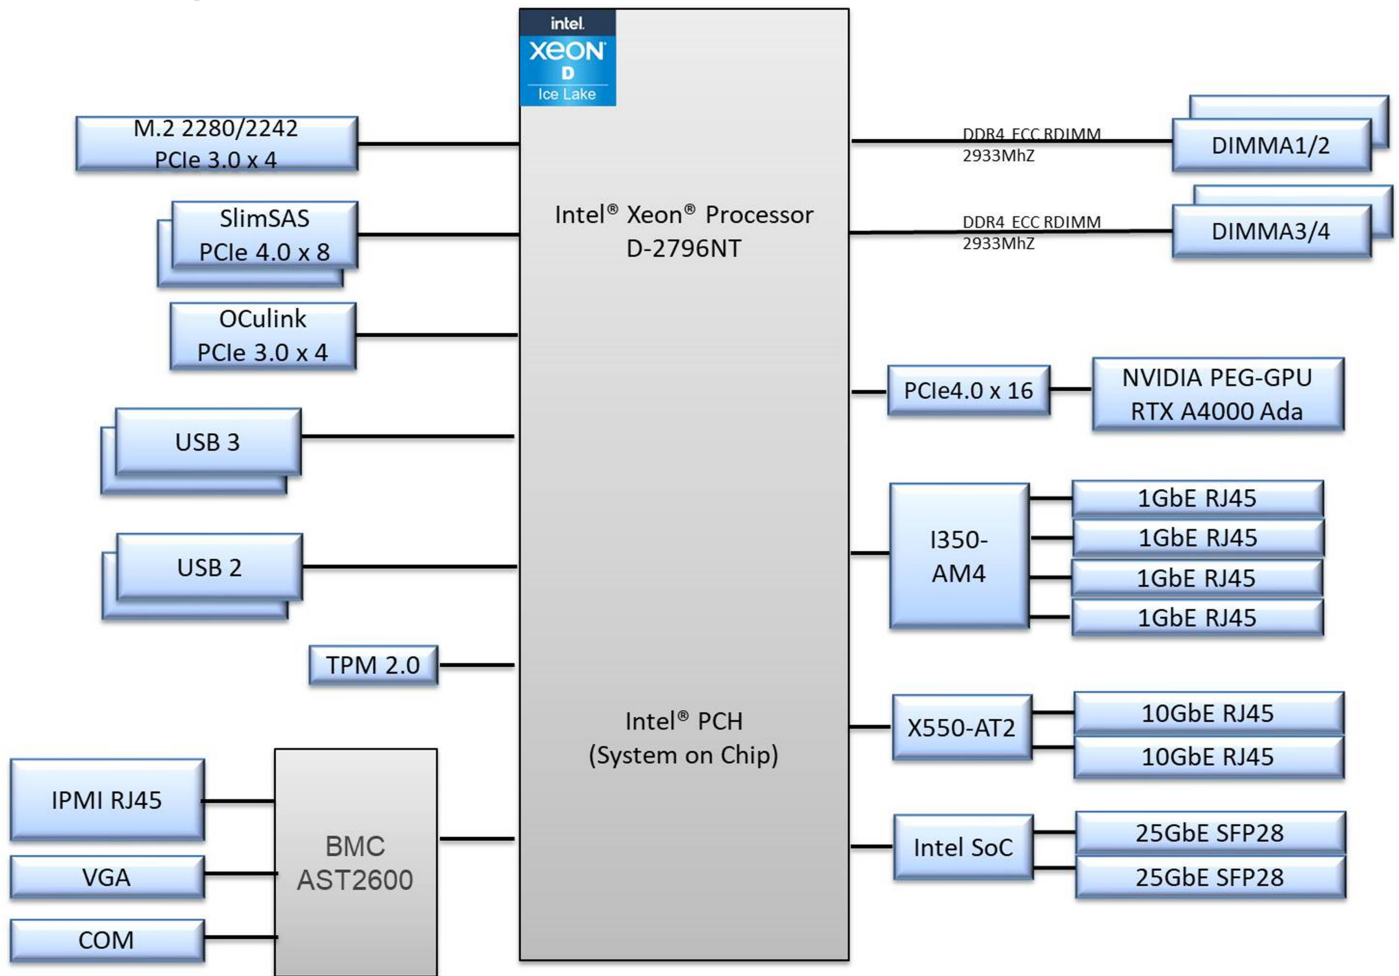 intel.
xeon
D
Ice Lake
M.2 2280/2242
PCIe 3.0 x 4
SlimSAS
PCIe 4.0 x 8
OCulink
PCIe 3.0 x 4
USB 3
USB 2
TPM 2.0
IPMI RJ45
VGA
COM
BMC
AST2600
Intel® Xeon® Processor
D-2796NT
Intel® PCH
(System on Chip)
DDR4 ECC RDIMM
2933MhZ
DIMMA1/2
DDR4 ECC RDIMM
2933MhZ
DIMMA3/4
PCIe4.0 x 16
NVIDIA PEG-GPU
RTX A4000 Ada
I350-
AM4
1GbE RJ45
1GbE RJ45
1GbE RJ45
1GbE RJ45
X550-AT2
10GbE RJ45
10GbE RJ45
Intel SoC
25GbE SFP28
25GbE SFP28